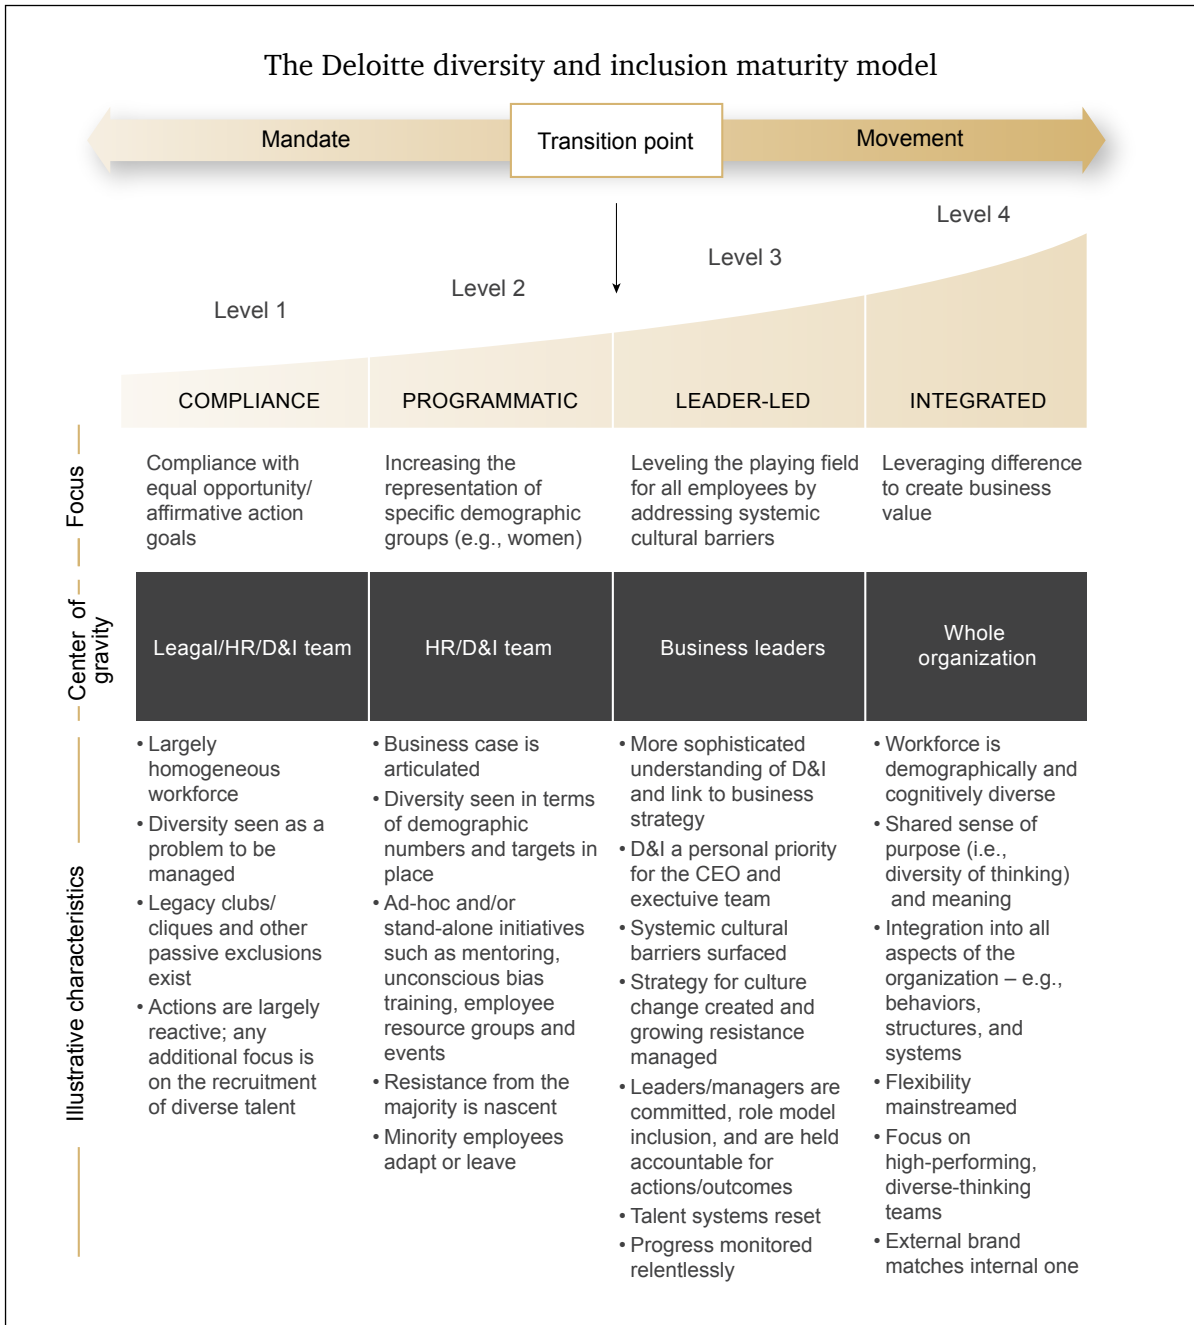 The Deloitte diversity and inclusion maturity model
Mandate
Transition point
Movement
Level 1
Level 2
Level 3
Level 4
COMPLIANCE
PROGRAMMATIC
LEADER-LED
INTEGRATED
Focus
Compliance with
equal opportunity/
affirmative action
goals
Increasing the
representation of
specific demographic
groups (e.g., women)
Leveling the playing field
for all employees by
addressing systemic
cultural barriers
Leveraging difference
to create business
value
Center of
gravity
Leagal/HR/D&I team
HR/D&I team
Business leaders
Whole
organization
Illustrative characteristics
• Largely
homogeneous
workforce
• Diversity seen as a
problem to be
managed
• Legacy clubs/
cliques and other
passive exclusions
exist
• Actions are largely
reactive; any
additional focus is
on the recruitment
of diverse talent
• Business case is
articulated
• Diversity seen in terms
of demographic
numbers and targets in
place
• Ad-hoc and/or
stand-alone initiatives
such as mentoring,
unconscious bias
training, employee
resource groups and
events
• Resistance from the
majority is nascent
• Minority employees
adapt or leave
• More sophisticated
understanding of D&I
and link to business
strategy
• D&I a personal priority
for the CEO and
exectuive team
• Systemic cultural
barriers surfaced
• Strategy for culture
change created and
growing resistance
managed
• Leaders/managers are
committed, role model
inclusion, and are held
accountable for
actions/outcomes
• Talent systems reset
• Progress monitored
relentlessly
• Workforce is
demographically and
cognitively diverse
• Shared sense of
purpose (i.e.,
diversity of thinking)
and meaning
• Integration into all
aspects of the
organization – e.g.,
behaviors,
structures, and
systems
• Flexibility
mainstreamed
• Focus on
high-performing,
diverse-thinking
teams
• External brand
matches internal one